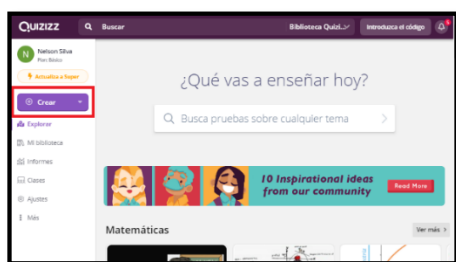 Quizizz
Buscar
Biblioteca Quizi...
Introduzca el código
Nelson Silva
Plan Básico
Actualiza a Super
Crear
Explorar
Mi biblioteca
Informes
Clases
Ajustes
Más
¿Qué vas a enseñar hoy?
Busca pruebas sobre cualquier tema
10 Inspirational ideas
from our community
Read More
Matemáticas
Ver más